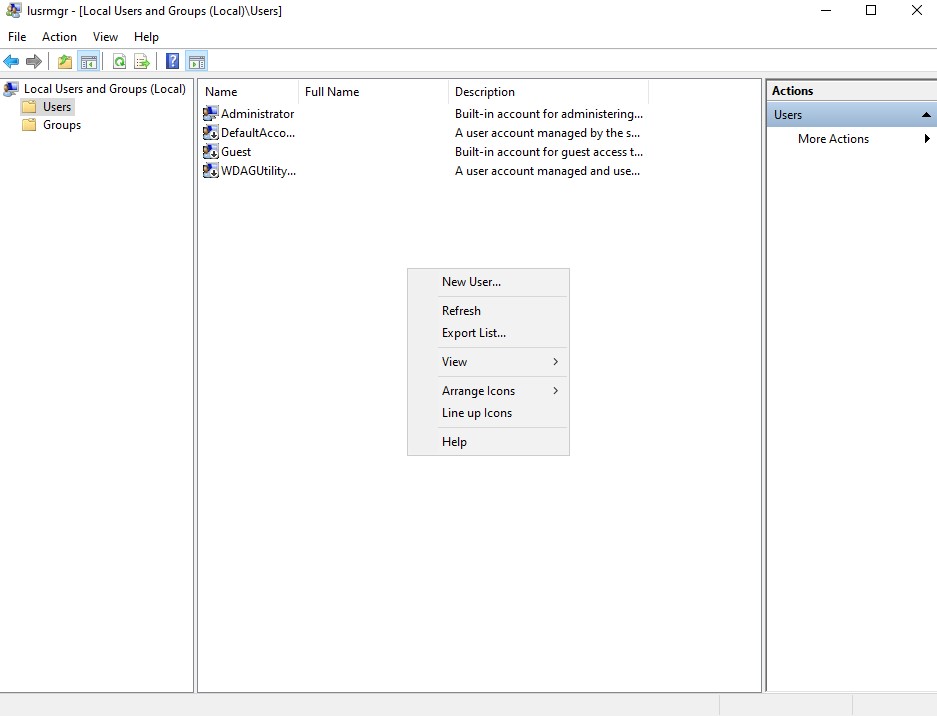 lusrmgr - [Local Users and Groups (Local)\Users]
File Action View Help
Local Users and Groups (Local)
Users
Groups
Name Full Name Description
Administrator Built-in account for administering...
DefaultAcco... A user account managed by the s...
Guest Built-in account for guest access t...
WDAGUtility... A user account managed and use...
New User...
Refresh
Export List...
View
Arrange Icons
Line up Icons
Help
Actions
Users
More Actions